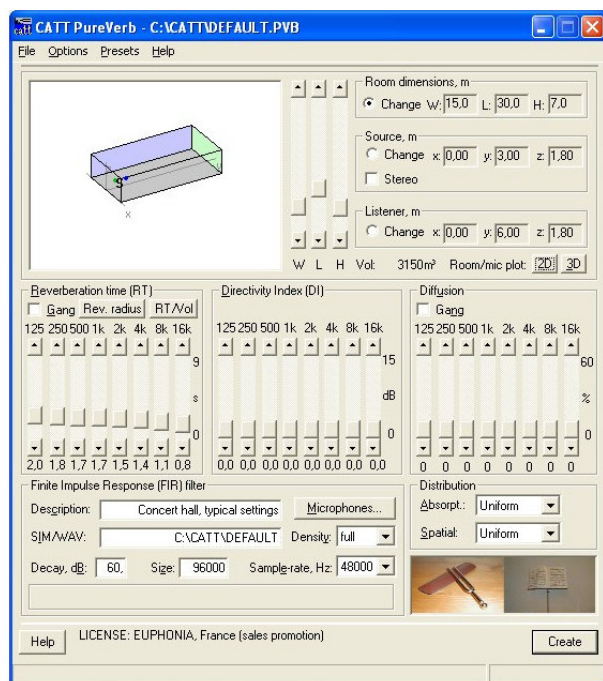 catt CATT PureVerb - C:\CATT\DEFAULT.PVB
File Options Presets Help
Room dimensions, m
Change W: 15,0 L: 30,0 H: 7,0
Source, m
Change x: 0,00 y: 3,00 z: 1,80
Stereo
Listener, m
Change x: 0,00 y: 6,00 z: 1,80
S
x
W L H Vol: 3150m³ Room/mic plot: 2D 3D
Reverberation time (RT)
Gang Rev. radius RT/Vol
125 250 500 1k 2k 4k 8k 16k
9
s
0
2,0 1,8 1,7 1,7 1,5 1,4 1,1 0,8
Directivity Index (DI)
125 250 500 1k 2k 4k 8k 16k
15
dB
0
0,0 0,0 0,0 0,0 0,0 0,0 0,0 0,0
Diffusion
Gang
125 250 500 1k 2k 4k 8k 16k
60
%
0
0 0 0 0 0 0 0 0
Finite Impulse Response (FIR) filter
Description: Concert hall, typical settings Microphones...
SIM/WAV: C:\CATT\DEFAULT Density: full
Decay, dB: 60, Size: 96000 Sample-rate, Hz: 48000
Distribution
Absorpt.: Uniform
Spatial: Uniform
Help LICENSE: EUPHONIA, France (sales promotion) Create